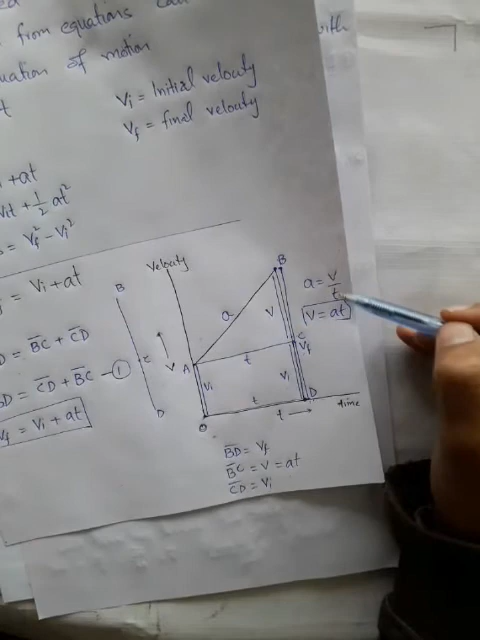 from equations
uation of motion
Vi = Initial velocity
Vf = final velocity
+at
Vit + 1/2 at²
s = Vf² - Vi²
= Vi + at
D = BC + CD
BD = CD + BC - ①
Vf = Vi + at
B
t
D
Velocity
V
A
Vi
O
a
B
V
t
C
Vf
Vi
t
D
t →
time
a = V/t
V = at
BD = Vf
BC = V = at
CD = Vi